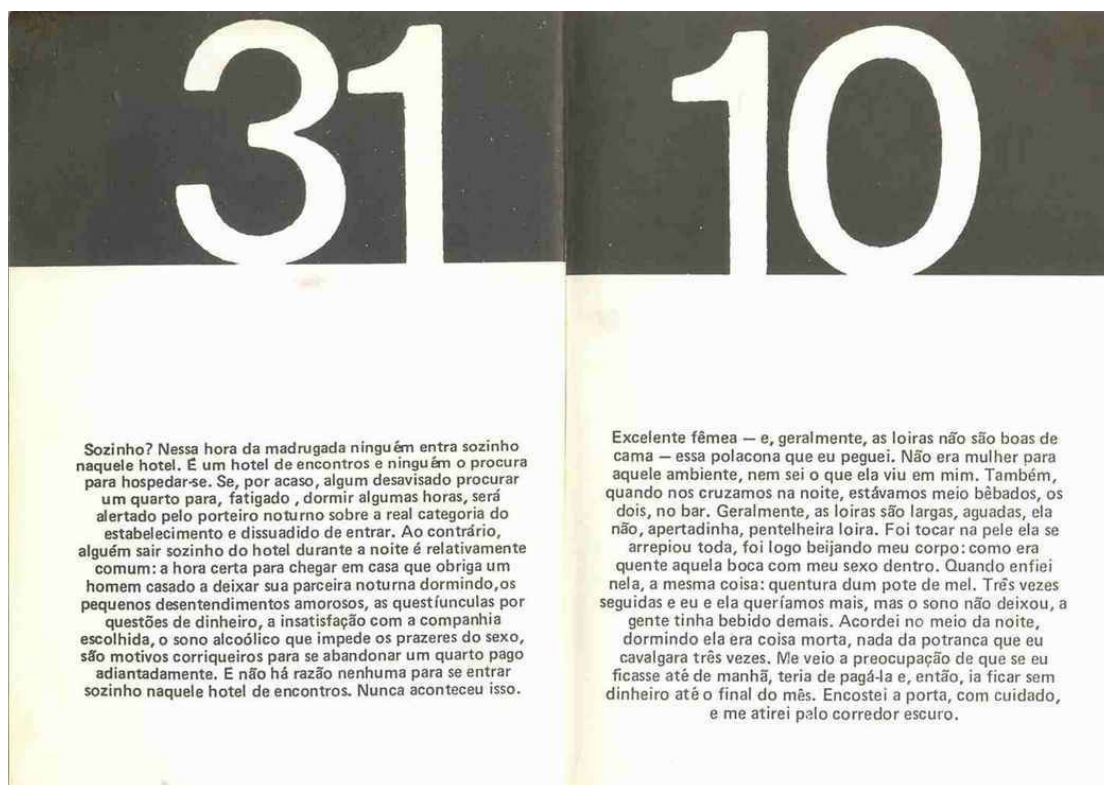 31
Sozinho? Nessa hora da madrugada ninguém entra sozinho
naquele hotel. É um hotel de encontros e ninguém o procura
para hospedar-se. Se, por acaso, algum desavisado procurar
um quarto para, fatigado , dormir algumas horas, será
alertado pelo porteiro noturno sobre a real categoria do
estabelecimento e dissuadido de entrar. Ao contrário,
alguém sair sozinho do hotel durante a noite é relativamente
comum: a hora certa para chegar em casa que obriga um
homem casado a deixar sua parceira noturna dormindo,os
pequenos desentendimentos amorosos, as questíunculas por
questões de dinheiro, a insatisfação com a companhia
escolhida, o sono alcoólico que impede os prazeres do sexo,
são motivos corriqueiros para se abandonar um quarto pago
adiantadamente. E não há razão nenhuma para se entrar
sozinho naquele hotel de encontros. Nunca aconteceu isso.
10
Excelente fêmea — e, geralmente, as loiras não são boas de
cama — essa polacona que eu peguei. Não era mulher para
aquele ambiente, nem sei o que ela viu em mim. Também,
quando nos cruzamos na noite, estávamos meio bêbados, os
dois, no bar. Geralmente, as loiras são largas, aguadas, ela
não, apertadinha, pentelheira loira. Foi tocar na pele ela se
arrepiou toda, foi logo beijando meu corpo: como era
quente aquela boca com meu sexo dentro. Quando enfiei
nela, a mesma coisa: quentura dum pote de mel. Três vezes
seguidas e eu e ela queríamos mais, mas o sono não deixou, a
gente tinha bebido demais. Acordei no meio da noite,
dormindo ela era coisa morta, nada da potranca que eu
cavalgara três vezes. Me veio a preocupação de que se eu
ficasse até de manhã, teria de pagá-la e, então, ia ficar sem
dinheiro até o final do mês. Encostei a porta, com cuidado,
e me atirei pelo corredor escuro.